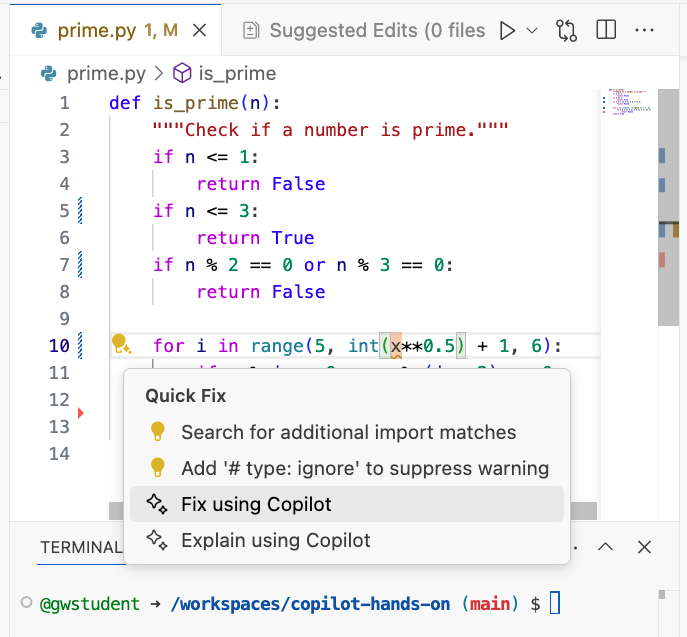 prime.py 1, M
Suggested Edits (0 files
prime.py > is_prime
1 def is_prime(n):
2 """Check if a number is prime."""
3 if n <= 1:
4 return False
5 if n <= 3:
6 return True
7 if n % 2 == 0 or n % 3 == 0:
8 return False
9
10 for i in range(5, int(x**0.5) + 1, 6):
11
12
13
14
Quick Fix
Search for additional import matches
Add '# type: ignore' to suppress warning
Fix using Copilot
Explain using Copilot
TERMINAL
@gwstudent → /workspaces/copilot-hands-on (main) $